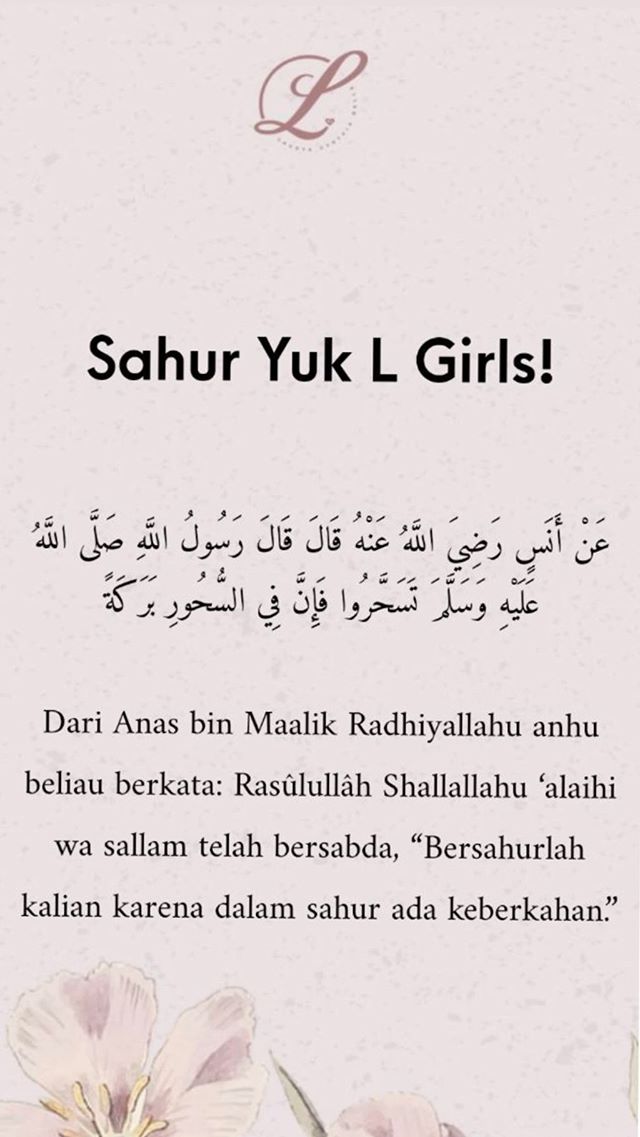 L
Sahur Yuk L Girls!
عَنْ أَنَسٍ رَضِيَ اللَّهُ عَنْهُ قَالَ قَالَ رَسُولُ اللَّهِ صَلَّى اللَّهُ
عَلَيْهِ وَسَلَّمَ تَسَحَّرُوا فَإِنَّ فِي السُّحُورِ بَرَكَةً
Dari Anas bin Maalik Radhiyallahu anhu
beliau berkata: Rasûlullâh Shallallahu ‘alaihi
wa sallam telah bersabda, “Bersahurlah
kalian karena dalam sahur ada keberkahan.”